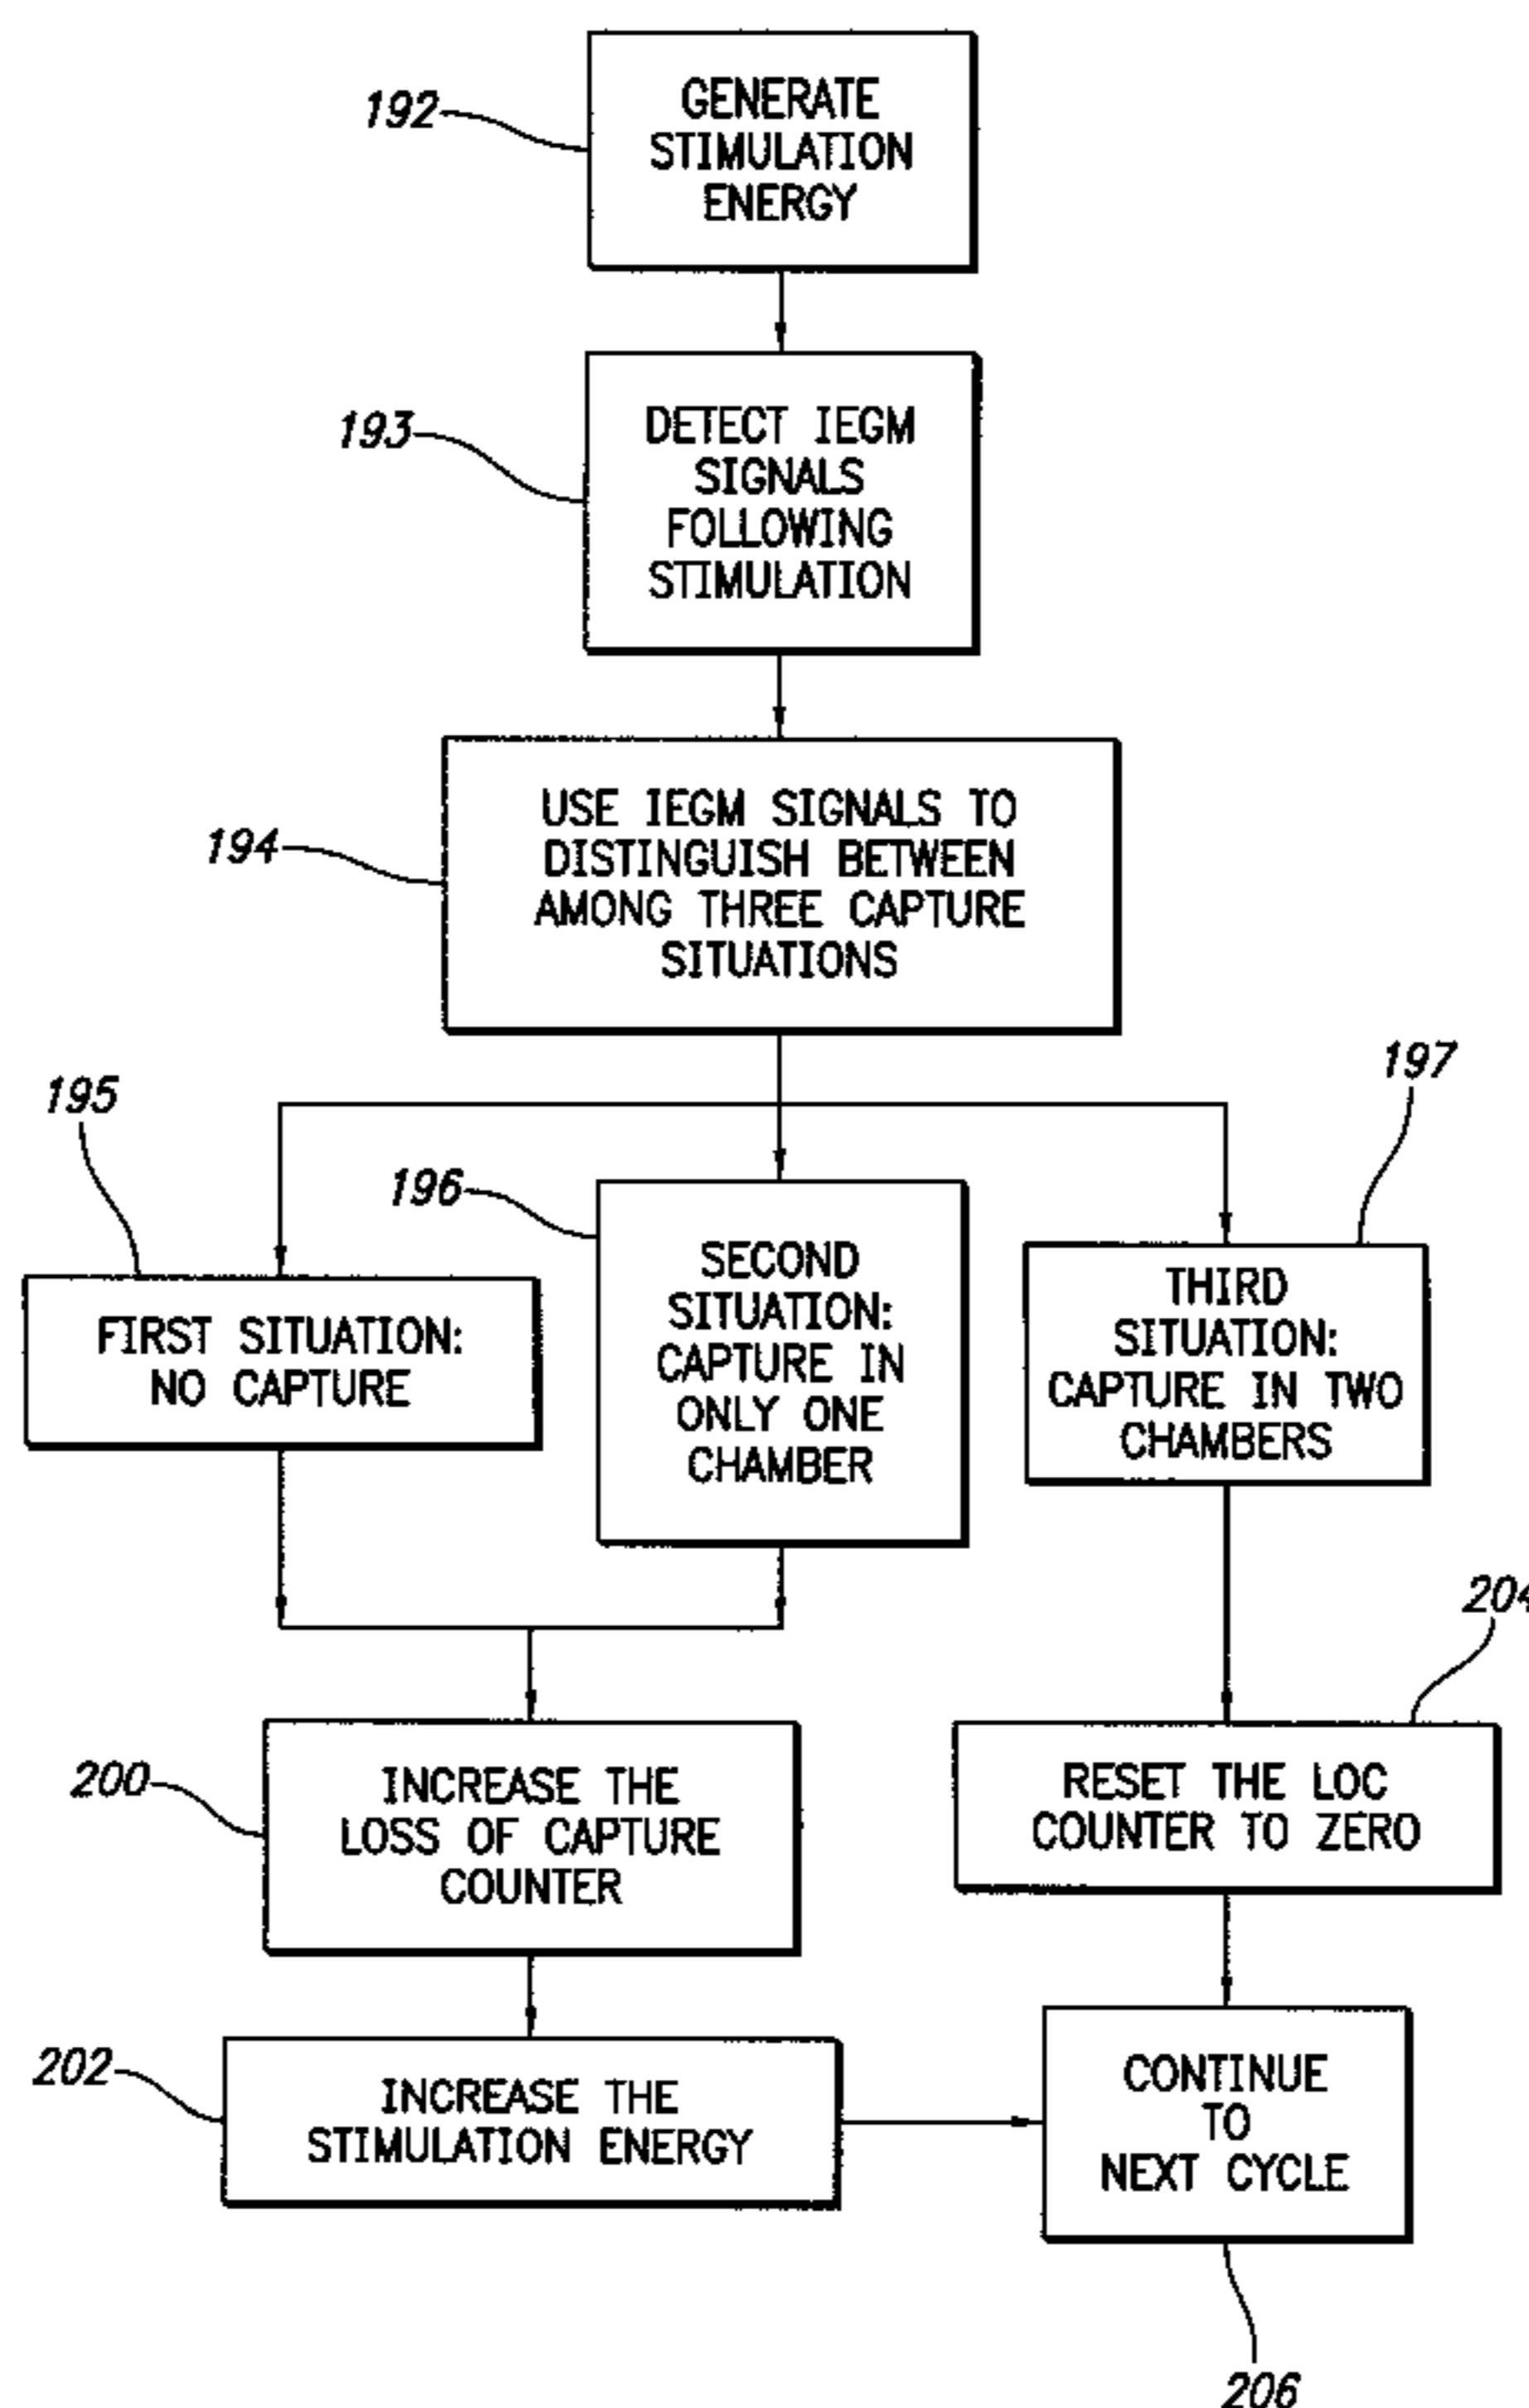 192
GENERATE
STIMULATION
ENERGY
193
DETECT IEGM
SIGNALS
FOLLOWING
STIMULATION
194
USE IEGM SIGNALS TO
DISTINGUISH BETWEEN
AMONG THREE CAPTURE
SITUATIONS
195
FIRST SITUATION:
NO CAPTURE
196
SECOND
SITUATION:
CAPTURE IN
ONLY ONE
CHAMBER
197
THIRD
SITUATION:
CAPTURE IN TWO
CHAMBERS
200
INCREASE THE
LOSS OF CAPTURE
COUNTER
204
RESET THE LOC
COUNTER TO ZERO
202
INCREASE THE
STIMULATION ENERGY
CONTINUE
TO
NEXT CYCLE
206